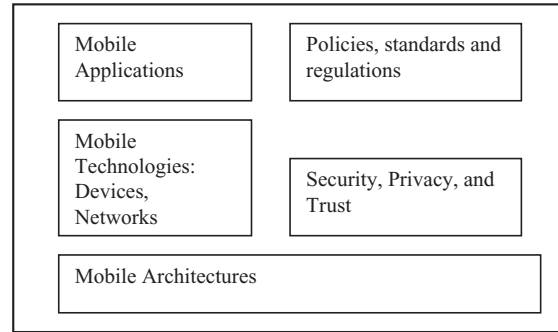 Mobile
Applications
Policies, standards and
regulations
Mobile
Technologies:
Devices,
Networks
Security, Privacy, and
Trust
Mobile Architectures